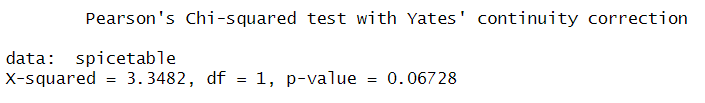 Pearson's Chi-squared test with Yates' continuity correction
data:  spicetable
X-squared = 3.3482, df = 1, p-value = 0.06728